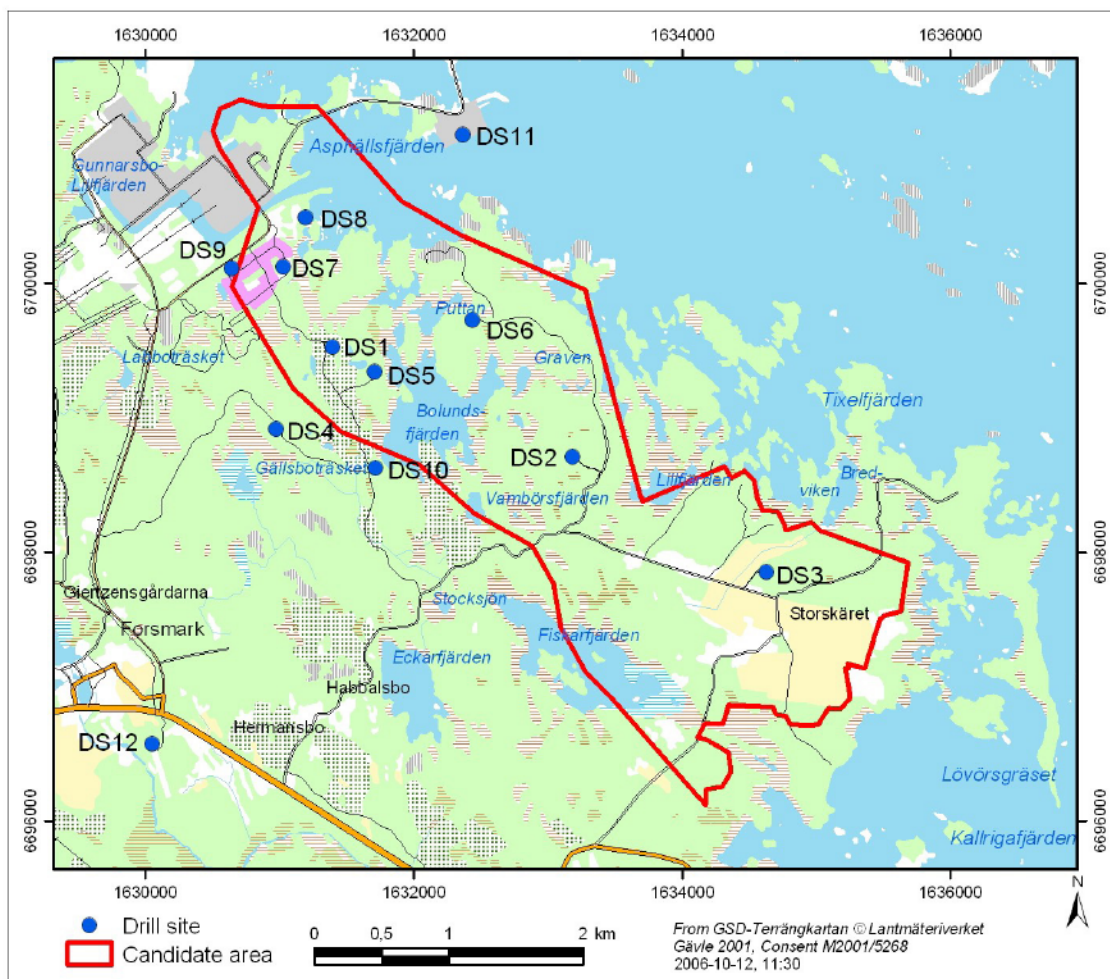 1630000
1632000
1634000
1636000
DS11
Asphällsfjärden
Gunnarsbo-
Lillfjärden
DS8
DS9
DS7
6700000
6700000
Puttan
DS6
DS1
Labboträsket
Graven
DS5
Bolunds-
fjärden
Tixelfjärden
DS4
DS2
Gällsboträsket
DS10
Lillfjärden
Bred-
viken
Vambörsfjärden
6698000
6698000
DS3
Giertzensgårdarna
Stocksjön
Storskäret
Forsmark
Fiskarfjärden
Eckarfjärden
Habbalsbo
Hermansbo
DS12
Lövörsgräset
6696000
6696000
Kallrigafjärden
1630000
1632000
1634000
1636000
N
Drill site
Candidate area
0
0,5
1
2 km
From GSD-Terrängkartan © Lantmäteriverket
Gävle 2001, Consent M2001/5268
2006-10-12, 11:30